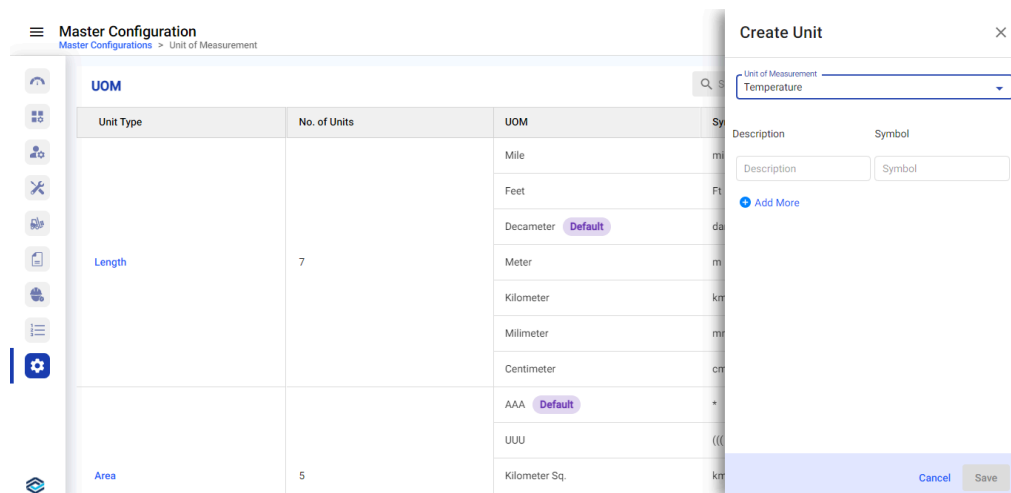 Master Configuration
Master Configurations > Unit of Measurement
UOM
Unit Type No. of Units UOM
Length 7
Mile mi
Feet Ft
Decameter Default
Meter m
Kilometer
Milimeter
Centimeter
Area 5
AAA Default *
UUU
Kilometer Sq.
Create Unit
Unit of Measurement
Temperature
Description Symbol
Description Symbol
Add More
Cancel Save